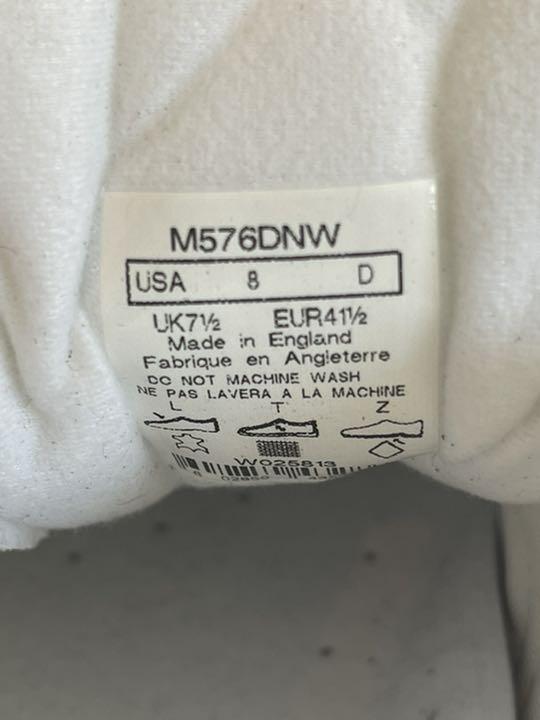 M576DNW
USA 8 D
UK7½ EUR41½
Made in England
Fabrique en Angleterre
DO NOT MACHINE WASH
NE PAS LAVERA A LA MACHINE
L T Z
W025813